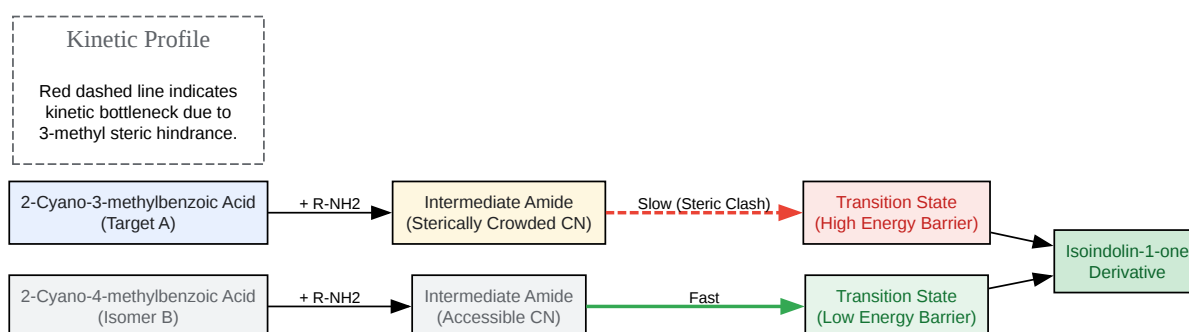 Kinetic Profile
Red dashed line indicates
kinetic bottleneck due to
3-methyl steric hindrance.
2-Cyano-3-methylbenzoic Acid
(Target A)
+ R-NH2
Intermediate Amide
(Sterically Crowded CN)
Slow (Steric Clash)
Transition State
(High Energy Barrier)
Isoindolin-1-one
Derivative
2-Cyano-4-methylbenzoic Acid
(Isomer B)
+ R-NH2
Intermediate Amide
(Accessible CN)
Fast
Transition State
(Low Energy Barrier)